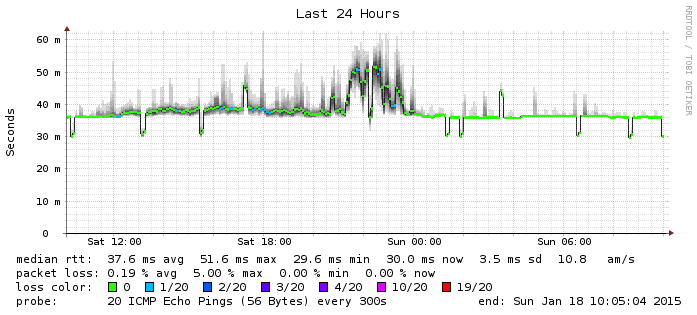 Last 24 Hours
RRDTOOL / TOBI OETIKER
Seconds
60 m
50 m
40 m
30 m
20 m
10 m
0
Sat 12:00 Sat 18:00 Sun 00:00 Sun 06:00
median rtt: 37.6 ms avg 51.6 ms max 29.6 ms min 30.0 ms now 3.5 ms sd 10.8 am/s
packet loss: 0.19 % avg 5.00 % max 0.00 % min 0.00 % now
loss color: 0 1/20 2/20 3/20 4/20 10/20 19/20
probe: 20 ICMP Echo Pings (56 Bytes) every 300s end: Sun Jan 18 10:05:04 2015